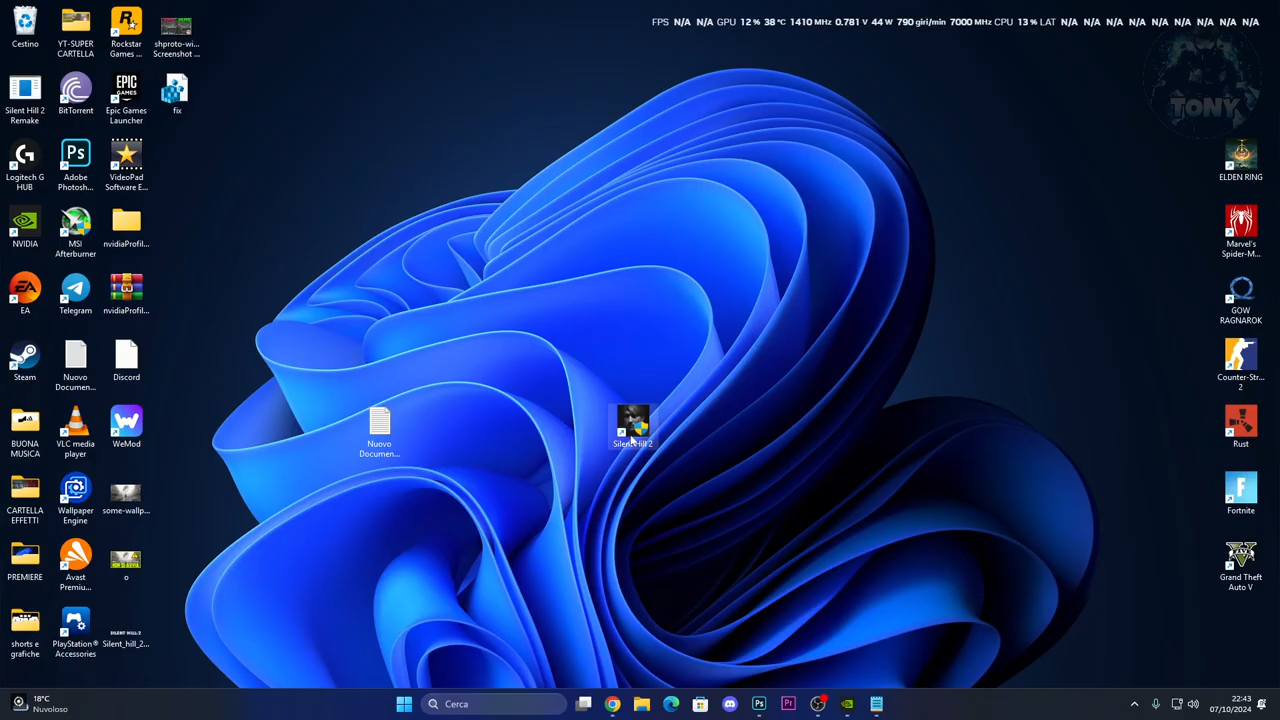 FPS N/A N/A GPU 12 % 38 °C 1410 MHz 0.781 V 44 W 790 giri/min 7000 MHz CPU 13 % LAT N/A N/A N/A N/A N/A N/A N/A N/A N/A
TONY
Cestino
YT-SUPER
CARTELLA
Rockstar
Games ...
shproto-wi...
Screenshot ...
Silent Hill 2
Remake
BitTorrent
Epic Games
Launcher
fix
Logitech G
HUB
Adobe
Photosh...
VideoPad
Software E...
NVIDIA
MSI
Afterburner
nvidiaProfil...
EA
Telegram
nvidiaProfil...
Steam
Nuovo
Documen...
Discord
BUONA
MUSICA
VLC media
player
WeMod
CARTELLA
EFFETTI
Wallpaper
Engine
some-wallp...
PREMIERE
Avast
Premiu...
o
shorts e
grafiche
PlayStation®
Accessories
SILENT HILL 2
Silent_hill_2...
Nuovo
Documen...
Silent Hill 2
ELDEN RING
Marvel's
Spider-M...
GOW
RAGNAROK
Counter-Str...
2
Rust
Fortnite
Grand Theft
Auto V
18°C
Nuvoloso
Cerca
22:43
07/10/2024